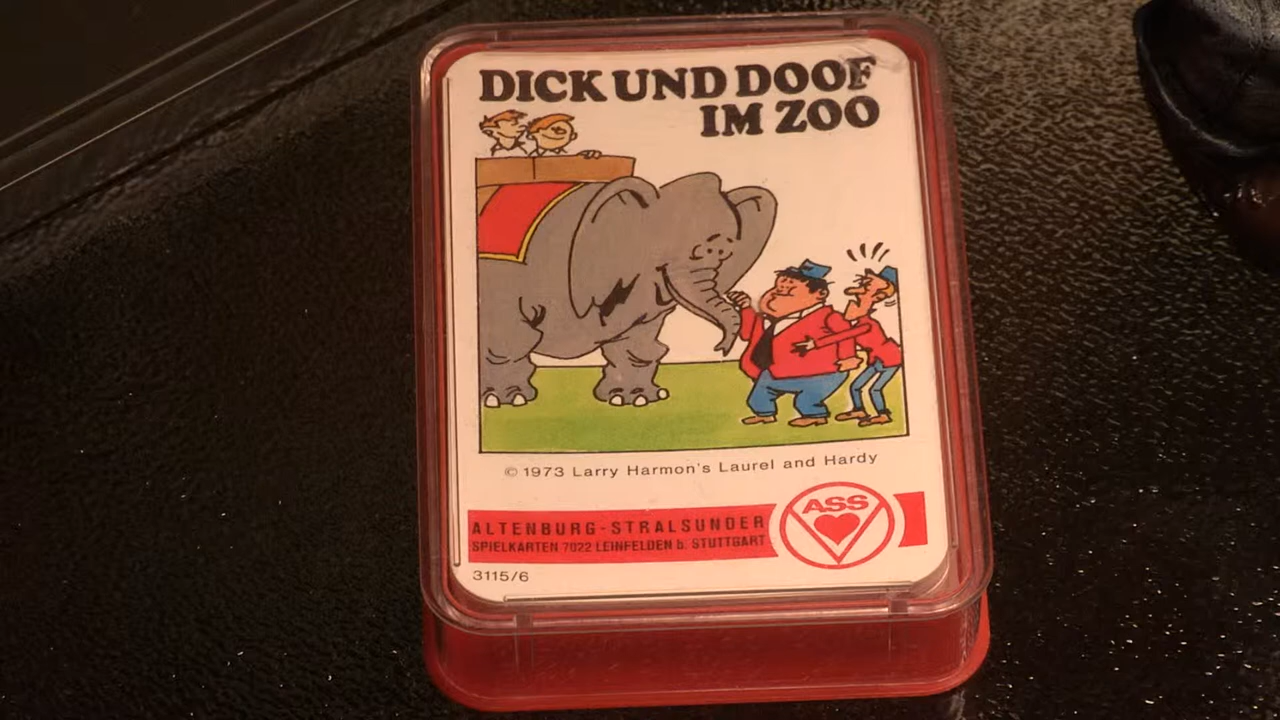 DICK UND DOOF
IM ZOO
© 1973 Larry Harmon's Laurel and Hardy
ALTENBURG-STRALSUNDER
SPIELKARTEN 7022 LEINFELDEN b. STUTTGART
ASS
3115/6